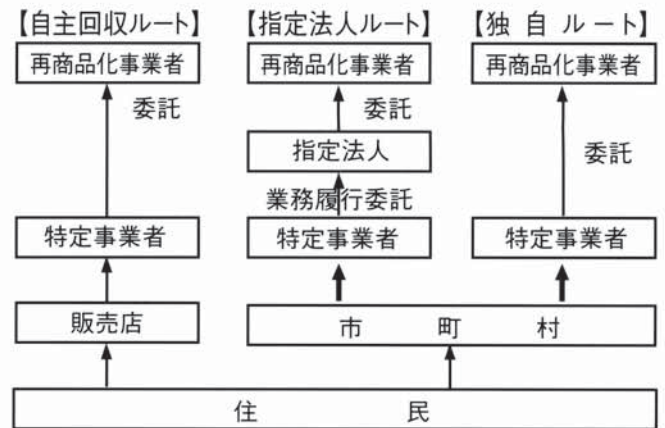 【自主回収ルート】 【指定法人ルート】 【独自ルート】
再商品化事業者 再商品化事業者 再商品化事業者
委託 委託
指定法人
委託
業務履行委託
特定事業者 特定事業者 特定事業者
販売店
市町村
住民